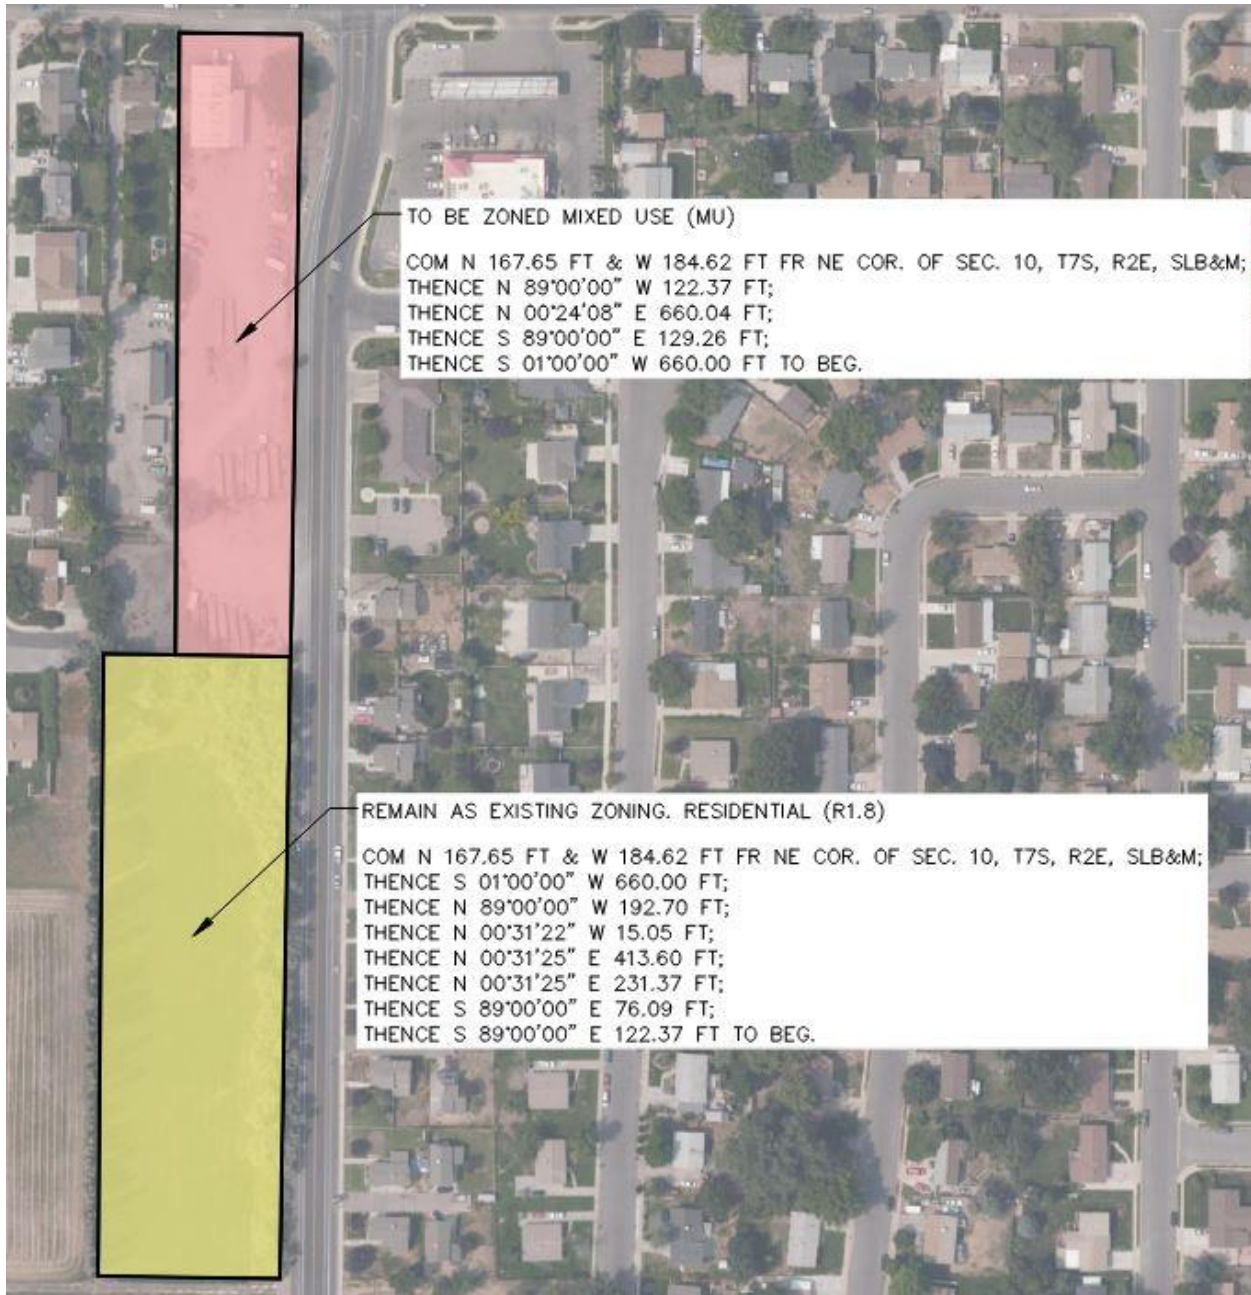 TO BE ZONED MIXED USE (MU)
COM N 167.65 FT & W 184.62 FT FR NE COR. OF SEC. 10, T7S, R2E, SLB&M;
THENCE N 89°00'00" W 122.37 FT;
THENCE N 00°24'08" E 660.04 FT;
THENCE S 89°00'00" E 129.26 FT;
THENCE S 01°00'00" W 660.00 FT TO BEG.
REMAIN AS EXISTING ZONING. RESIDENTIAL (R1.8)
COM N 167.65 FT & W 184.62 FT FR NE COR. OF SEC. 10, T7S, R2E, SLB&M;
THENCE S 01°00'00" W 660.00 FT;
THENCE N 89°00'00" W 192.70 FT;
THENCE N 00°31'22" W 15.05 FT;
THENCE N 00°31'25" E 413.60 FT;
THENCE N 00°31'25" E 231.37 FT;
THENCE S 89°00'00" E 76.09 FT;
THENCE S 89°00'00" E 122.37 FT TO BEG.